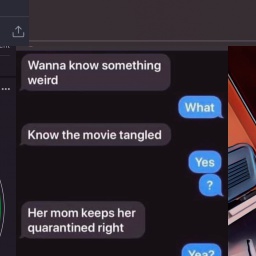 Wanna know something
weird
What
Know the movie tangled
Yes
?
Her mom keeps her
quarantined right
Yea?